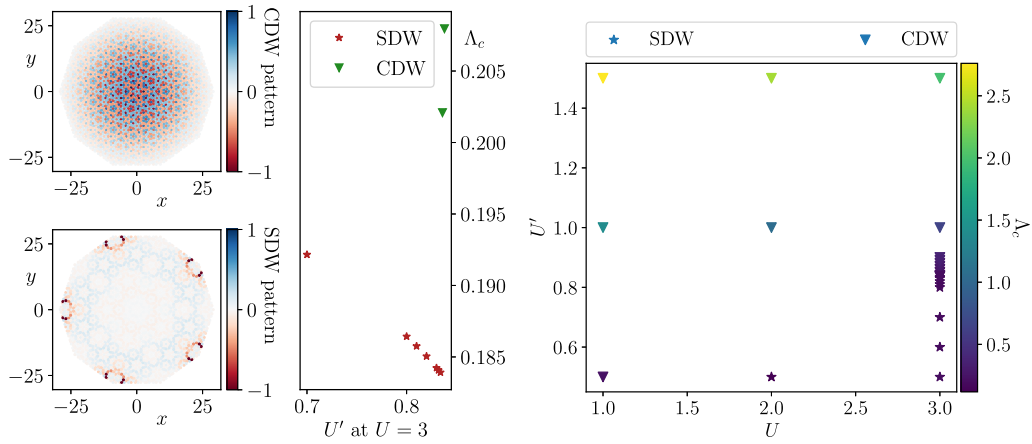 25
y 0
−25
−25 0 25
x
1
0
−1
CDW pattern
25
y 0
−25
−25 0 25
x
1
0
−1
SDW pattern
SDW
CDW
Λc
0.205
0.200
0.195
0.190
0.185
0.7 0.8
U′ at U = 3
SDW CDW
1.4
1.2
1.0
0.8
0.6
U′
1.0 1.5 2.0 2.5 3.0
U
2.5
2.0
1.5
1.0
0.5
Λc